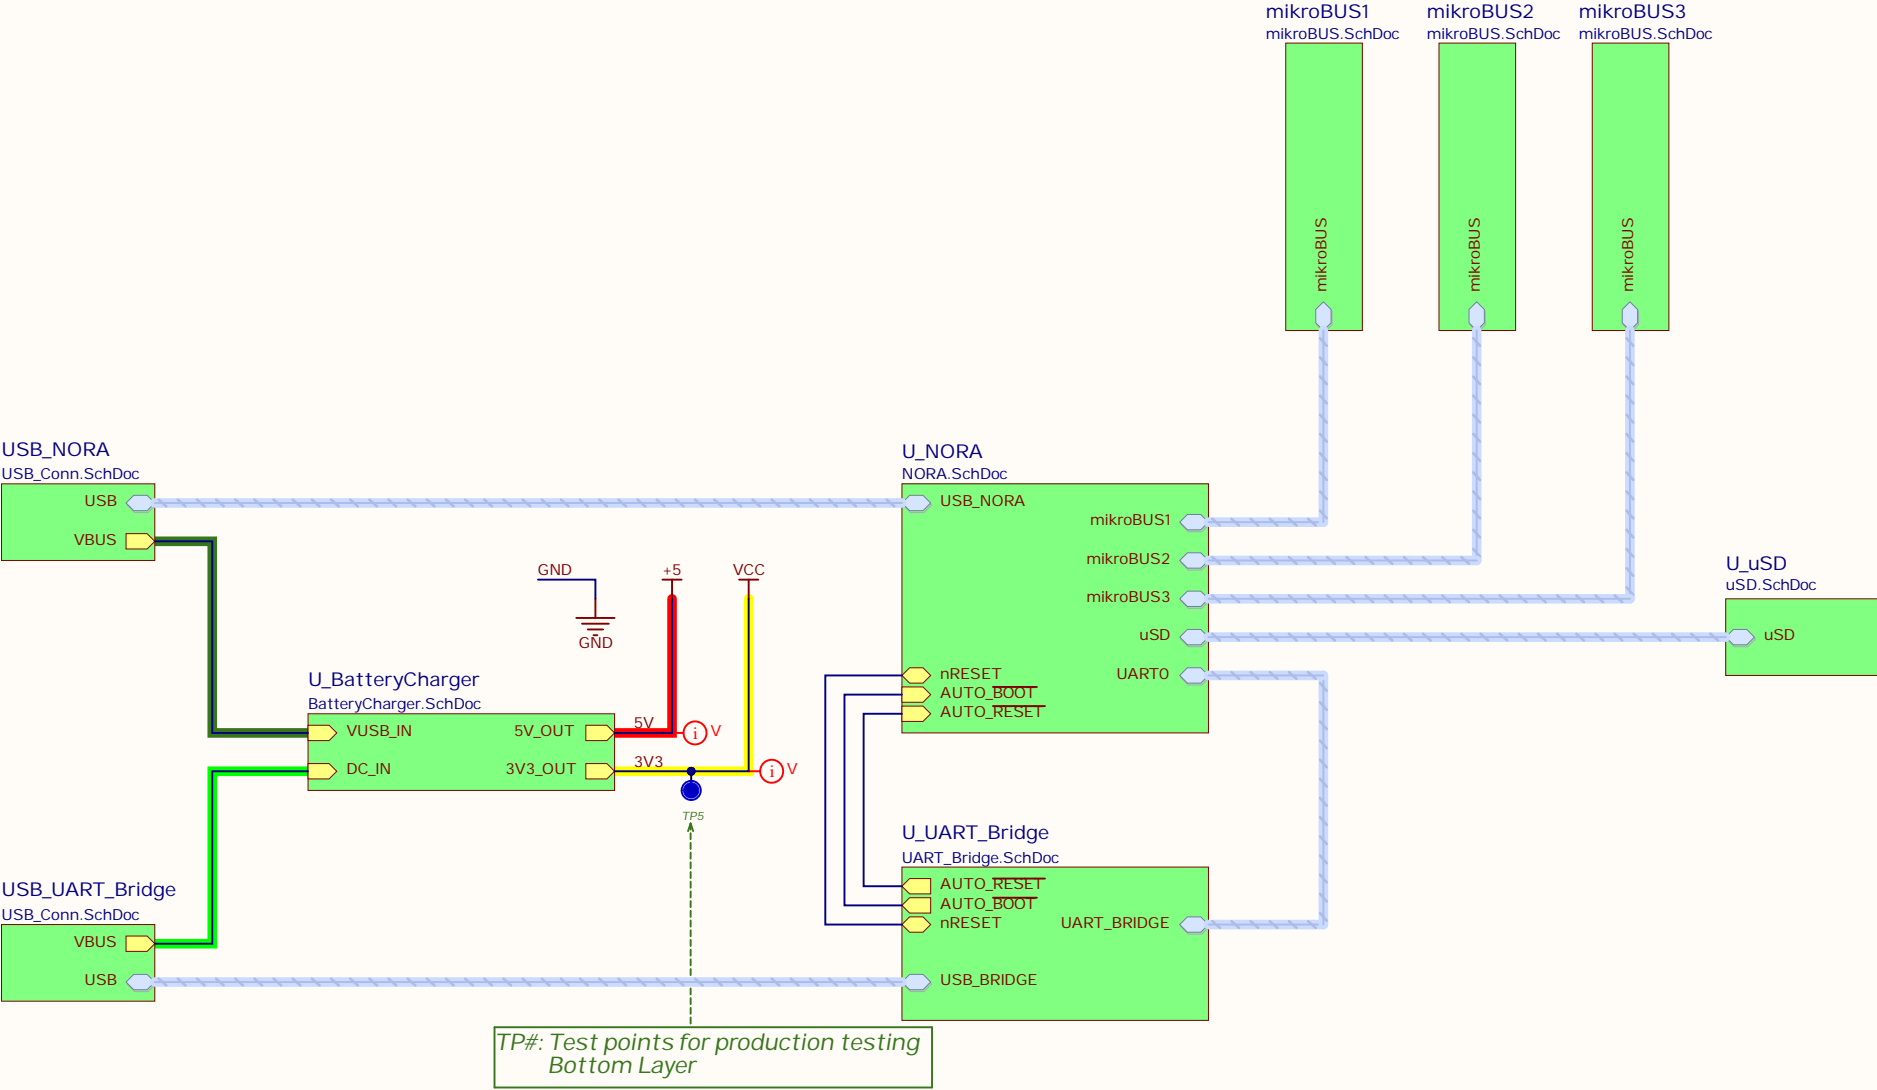 mikroBUS1
mikroBUS.SchDoc
mikroBUS
mikroBUS2
mikroBUS.SchDoc
mikroBUS
mikroBUS3
mikroBUS.SchDoc
mikroBUS
USB_NORA
USB_Conn.SchDoc
USB
VBUS
U_NORA
NORA.SchDoc
USB_NORA
mikroBUS1
mikroBUS2
mikroBUS3
uSD
UART0
nRESET
AUTO_BOOT
AUTO_RESET
U_uSD
uSD.SchDoc
uSD
GND
GND
+5
VCC
U_BatteryCharger
BatteryCharger.SchDoc
VUSB_IN
DC_IN
5V_OUT
3V3_OUT
5V
i V
3V3
i V
TP5
U_UART_Bridge
UART_Bridge.SchDoc
AUTO_RESET
AUTO_BOOT
nRESET
UART_BRIDGE
USB_BRIDGE
USB_UART_Bridge
USB_Conn.SchDoc
VBUS
USB
TP#: Test points for production testing
Bottom Layer